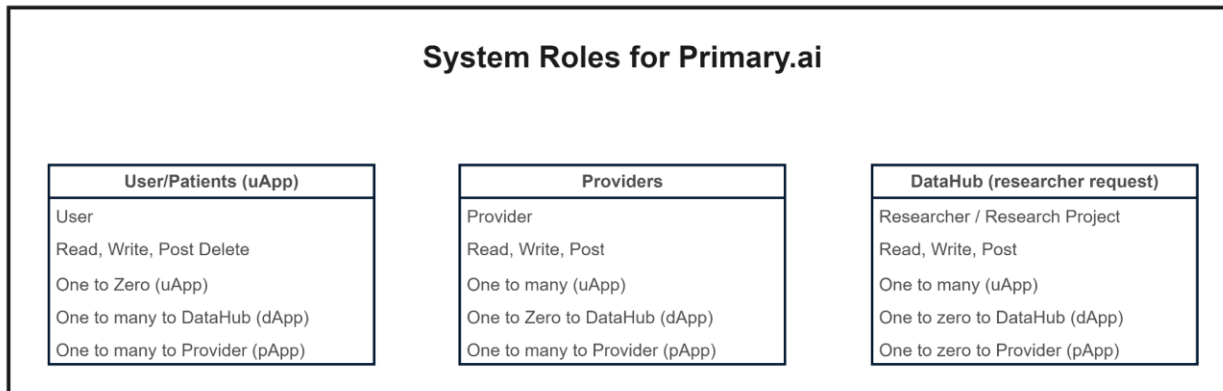 System Roles for Primary.ai
User/Patients (uApp)
User
Read, Write, Post Delete
One to Zero (uApp)
One to many to DataHub (dApp)
One to many to Provider (pApp)
Providers
Provider
Read, Write, Post
One to many (uApp)
One to Zero to DataHub (dApp)
One to many to Provider (pApp)
DataHub (researcher request)
Researcher / Research Project
Read, Write, Post
One to many (uApp)
One to zero to DataHub (dApp)
One to zero to Provider (pApp)